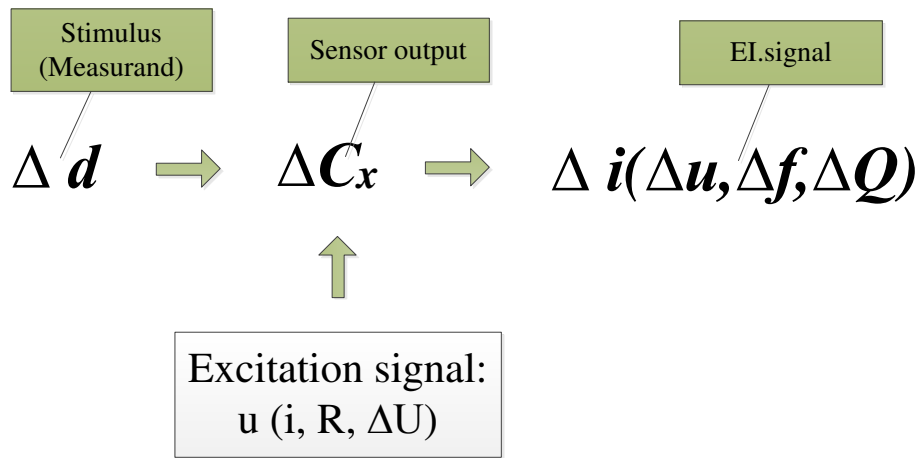 Stimulus
(Measurand)
Sensor output
EI.signal
Δ d
ΔCx
Δ i(Δu,Δf,ΔQ)
Excitation signal:
u (i, R, ΔU)